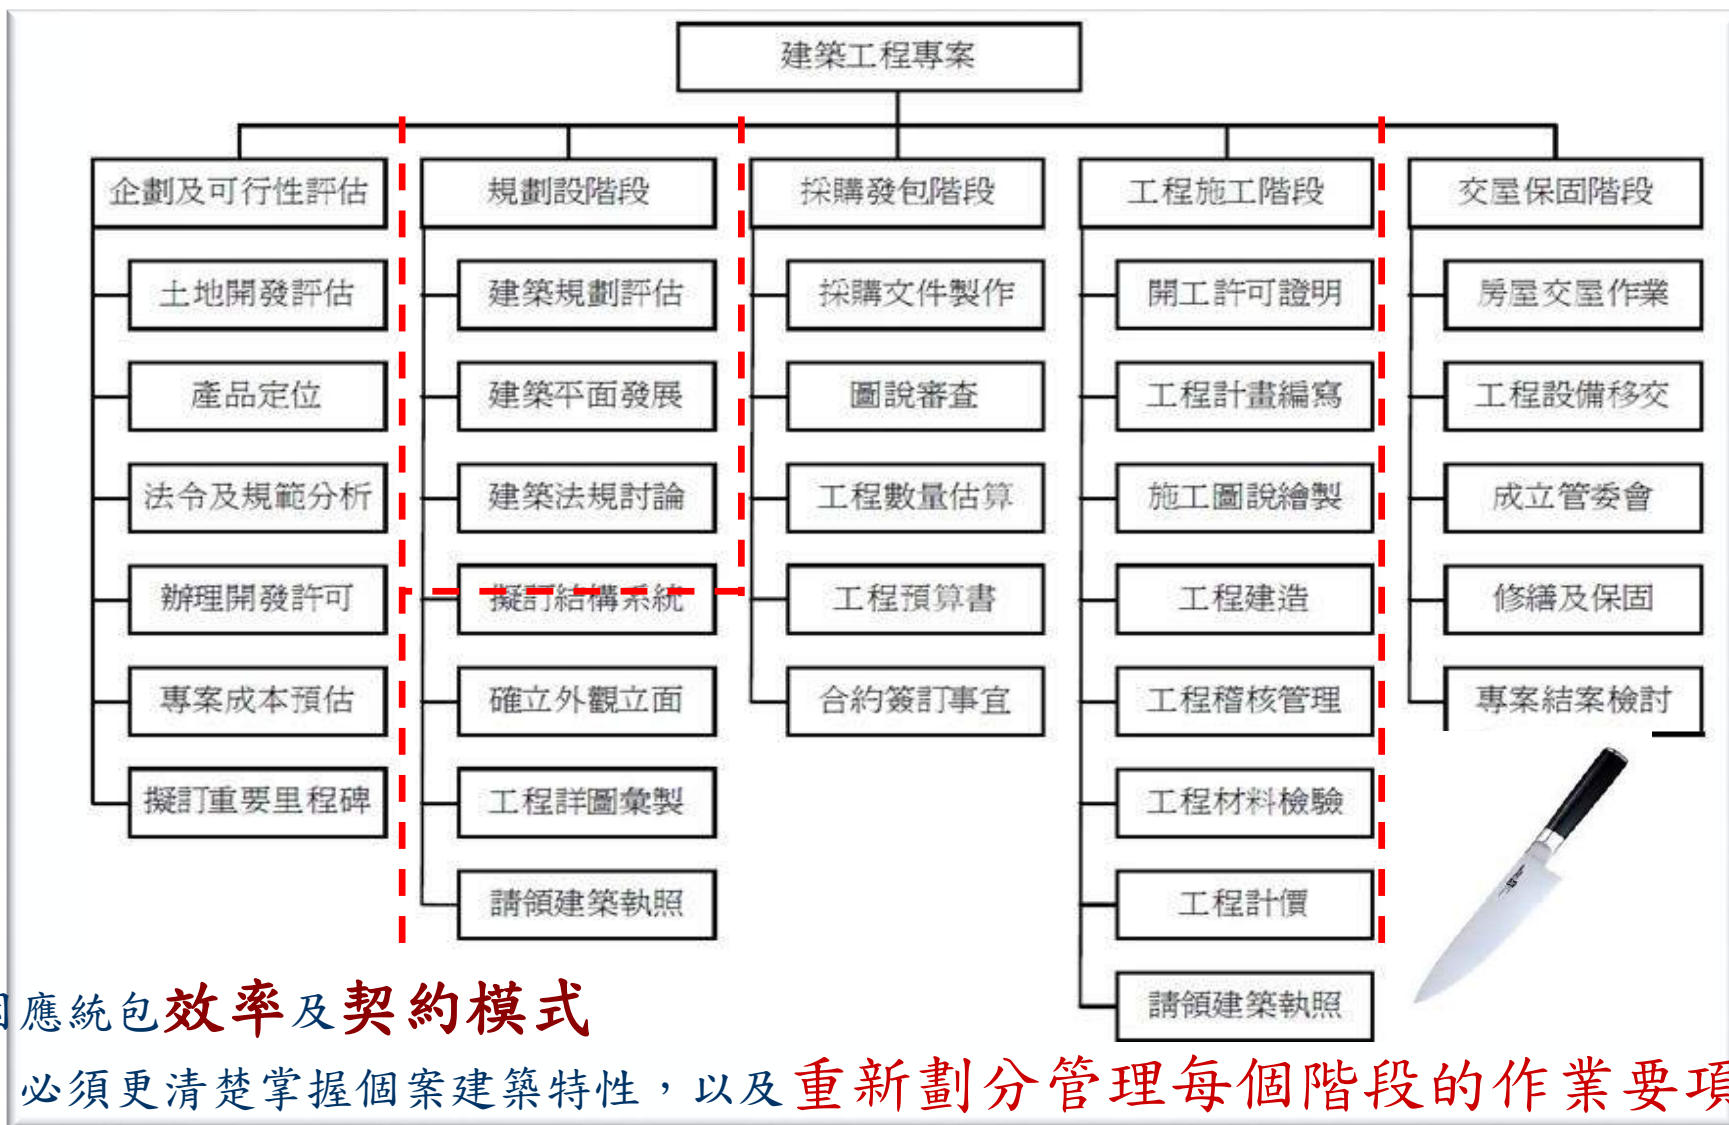 建築工程專案
企劃及可行性評估
土地開發評估
產品定位
法令及規範分析
辦理開發許可
專案成本預估
擬訂重要里程碑
規劃設階段
建築規劃評估
建築平面發展
建築法規討論
擬訂結構系統
確立外觀立面
工程詳圖彙製
請領建築執照
採購發包階段
採購文件製作
圖說審查
工程數量估算
工程預算書
合約簽訂事宜
工程施工階段
開工許可證明
工程計畫編寫
施工圖說繪製
工程建造
工程稽核管理
工程材料檢驗
工程計價
請領建築執照
交屋保固階段
房屋交屋作業
工程設備移交
成立管委會
修繕及保固
專案結案檢討
因應統包效率及契約模式
必須更清楚掌握個案建築特性，以及重新劃分管理每個階段的作業要項